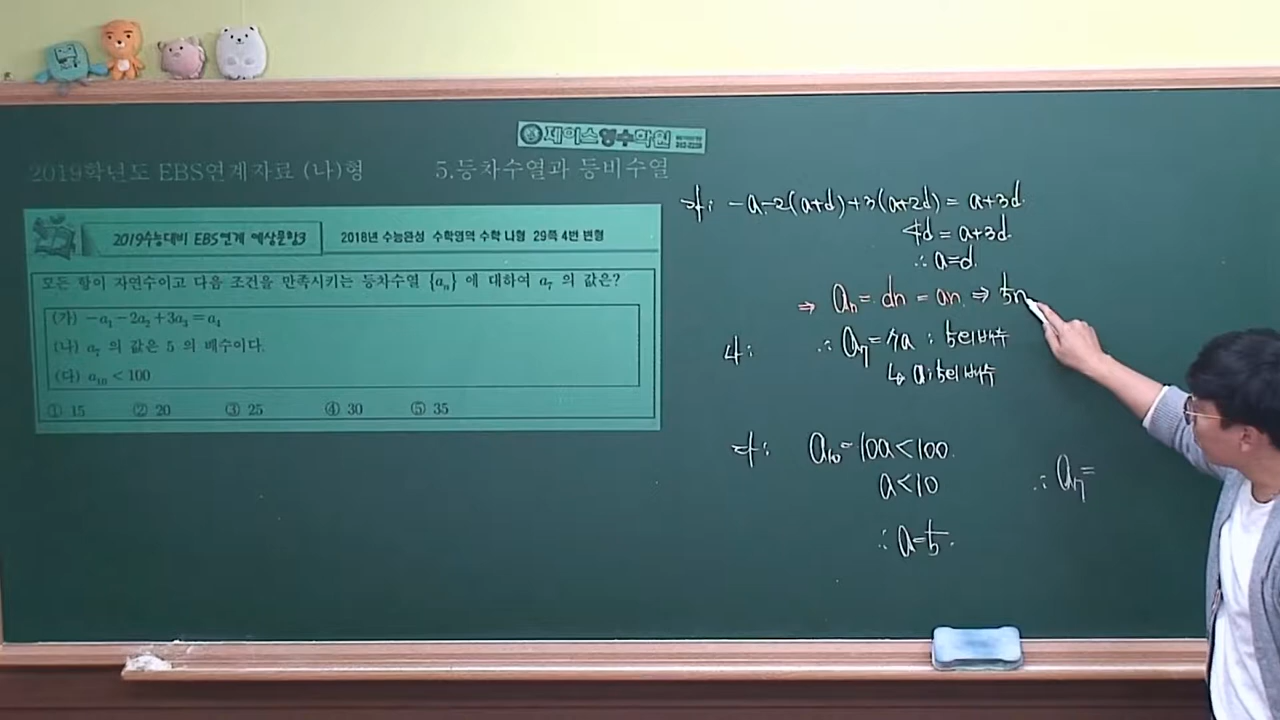 제이스영수학원
2019학년도 EBS연계자료 (나)형 5.등차수열과 등비수열
2019수능대비 EBS연계 예상문항3 2018년 수능완성 수학영역 수학 나형 29쪽 4번 변형
모든 항이 자연수이고 다음 조건을 만족시키는 등차수열 {aₙ} 에 대하여 a₇ 의 값은?
(가) −a₁−2a₂+3a₃=a₄
(나) a₇ 의 값은 5 의 배수이다.
(다) a₁₀<100
① 15 ② 20 ③ 25 ④ 30 ⑤ 35
가: -a-2(a+d)+3(a+2d)=a+3d.
4d=a+3d.
∴ a=d.
⇒ aₙ=dn=an. ⇒ 5n
나: ∴ a₇=7a : 5의배수
↳ a:5의배수
다: a₁₀=10a<100.
a<10
∴ a=5.
∴ a₇=